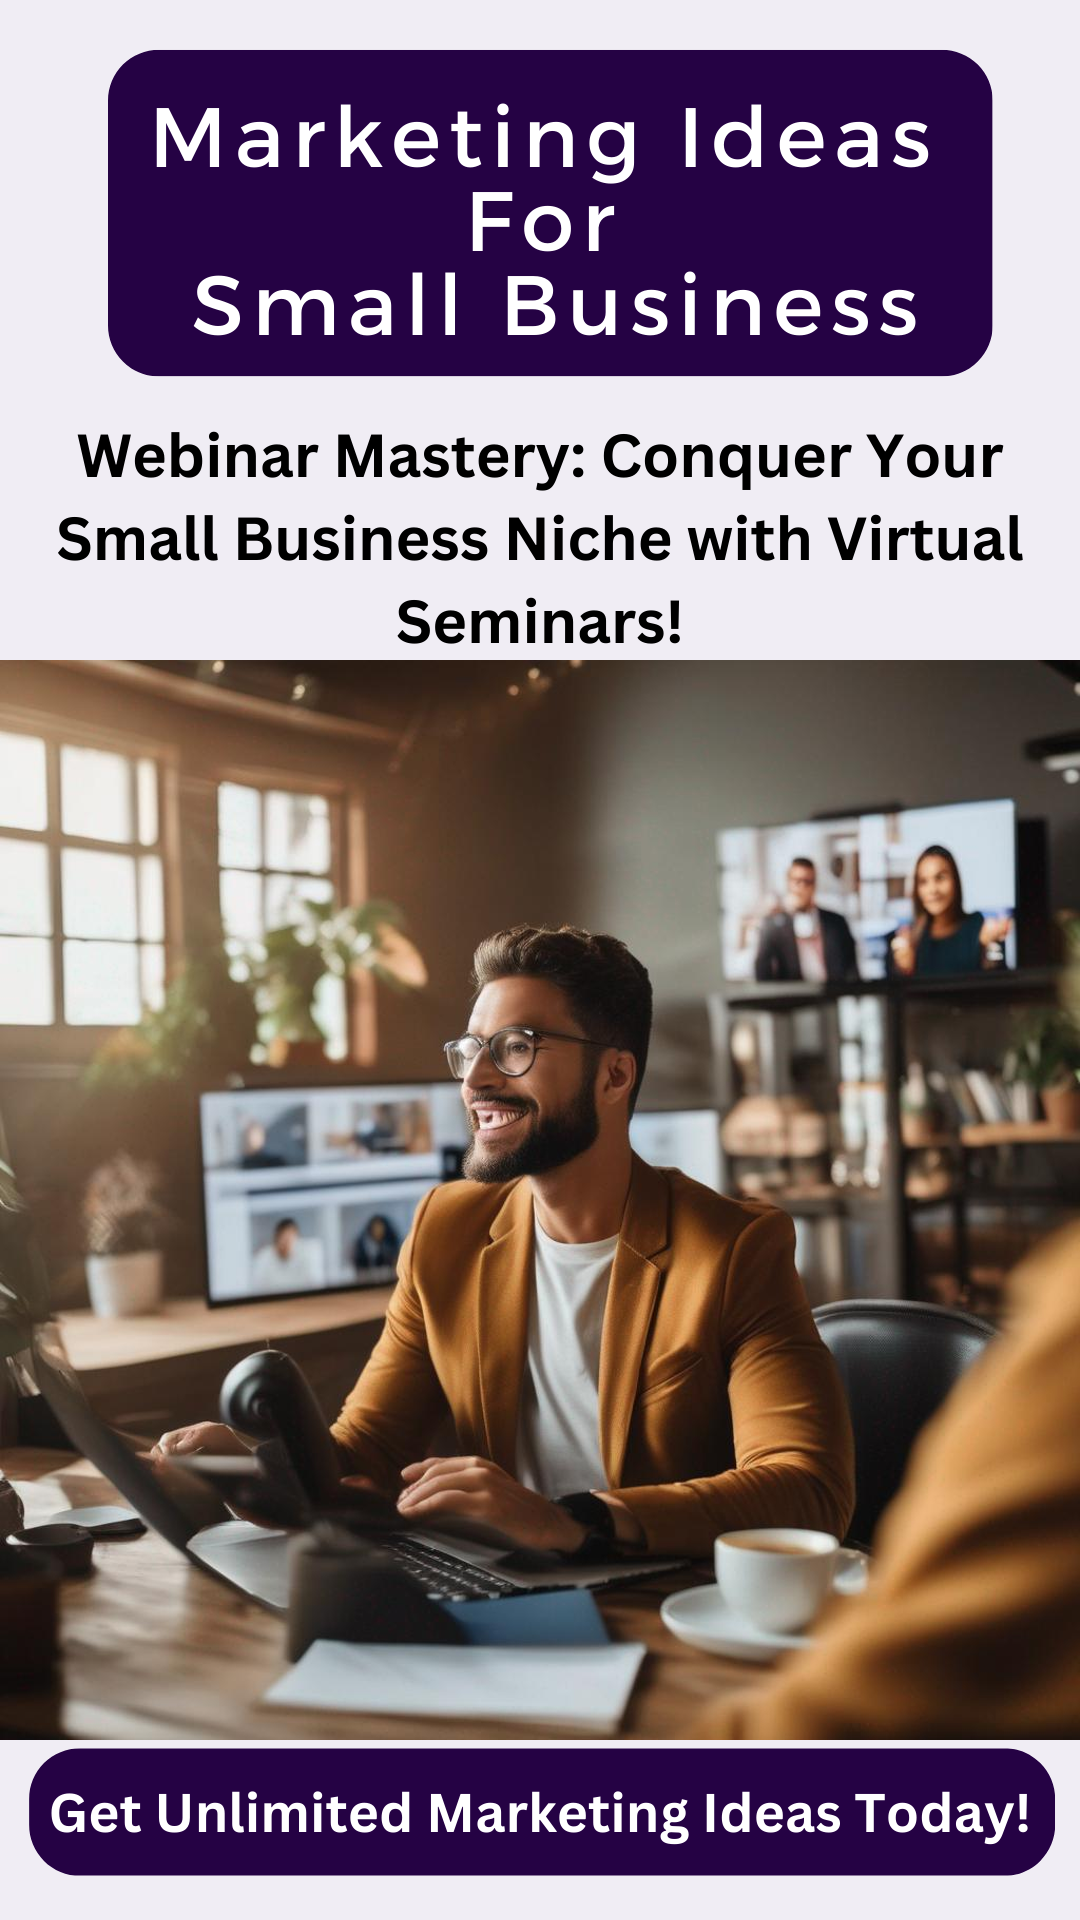 Marketing Ideas
For
Small Business
Webinar Mastery: Conquer Your
Small Business Niche with Virtual
Seminars!
Get Unlimited Marketing Ideas Today!